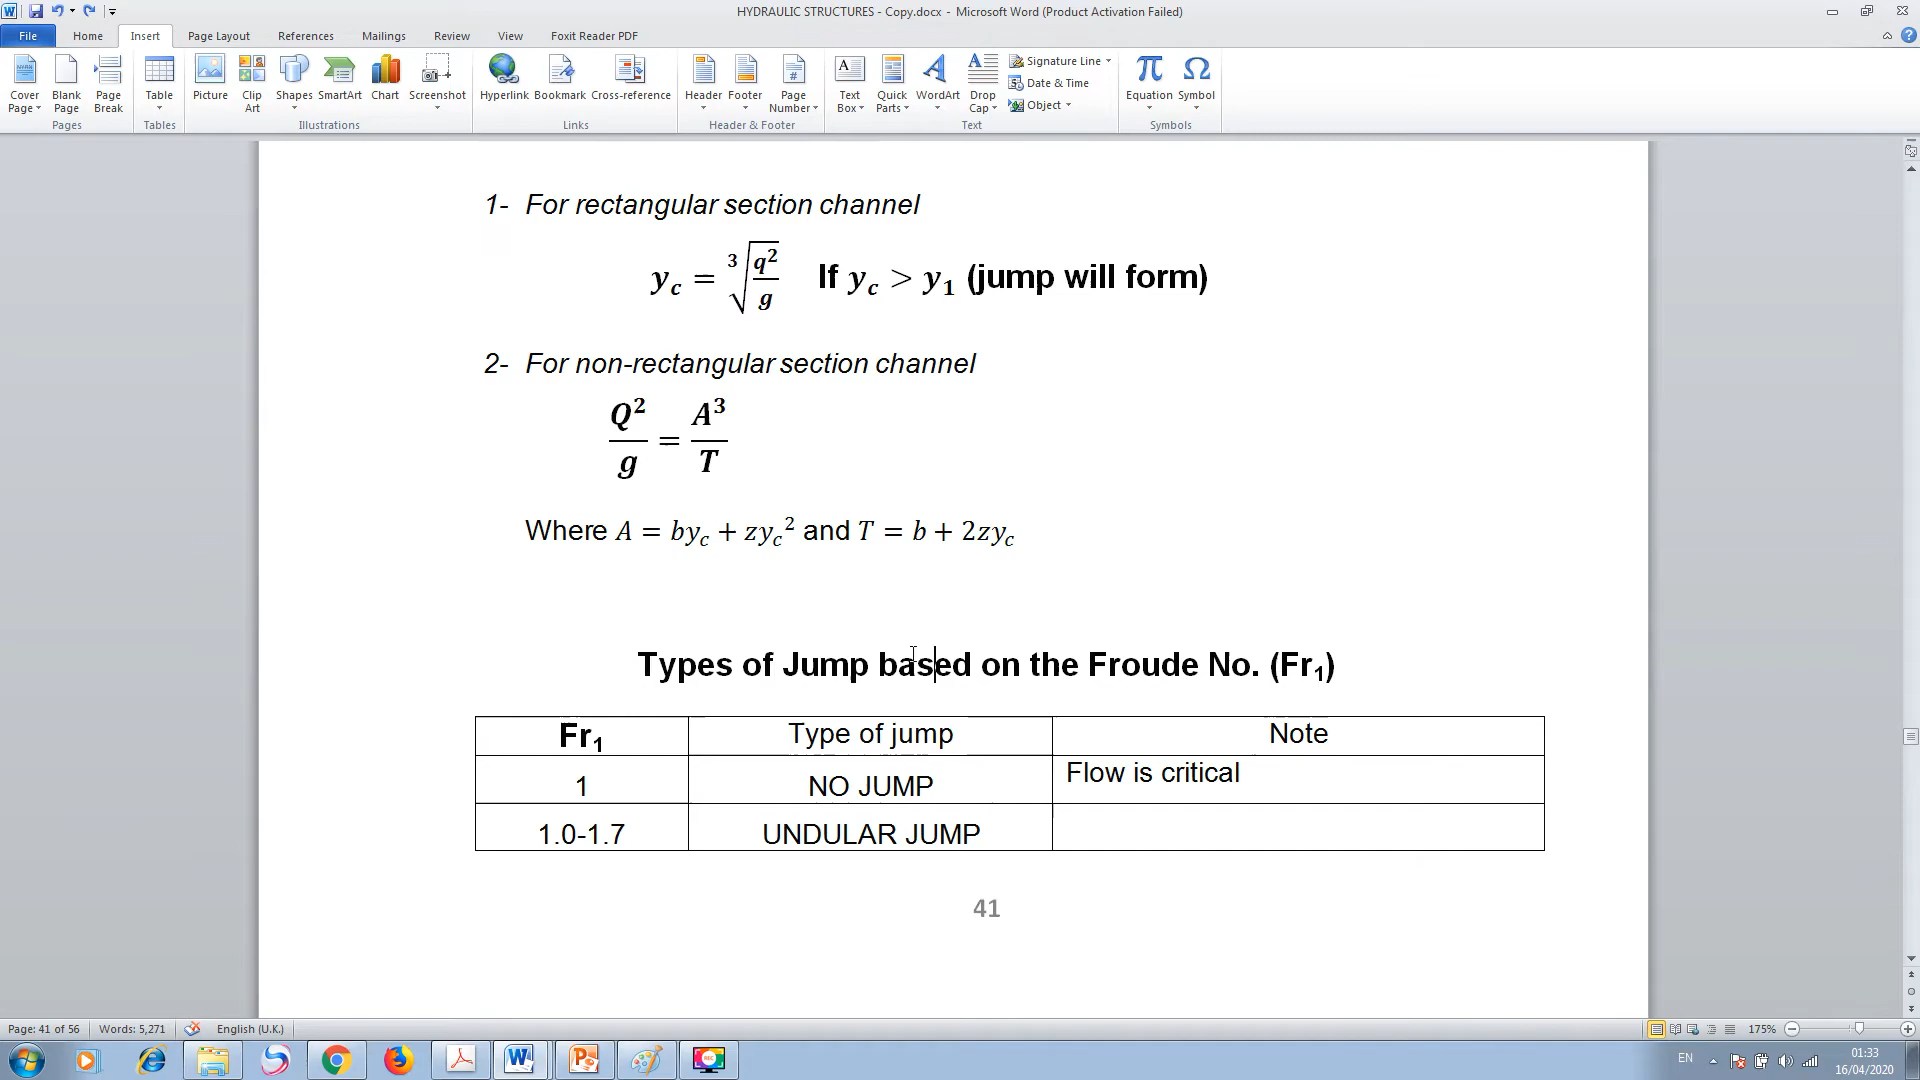 HYDRAULIC STRUCTURES - Copy.docx - Microsoft Word (Product Activation Failed)
File Home Insert Page Layout References Mailings Review View Foxit Reader PDF
Cover Page Blank Page Page Break Table Picture Clip Art Shapes SmartArt Chart Screenshot Hyperlink Bookmark Cross-reference Header Footer Page Number Text Box Quick Parts WordArt Drop Cap Signature Line Date & Time Object Equation Symbol
Pages Tables Illustrations Links Header & Footer Text Symbols
1- For rectangular section channel
y_c = ∛(q²/g) If y_c > y₁ (jump will form)
2- For non-rectangular section channel
Q²/g = A³/T
Where A = by_c + zy_c² and T = b + 2zy_c
Types of Jump based on the Froude No. (Fr₁)
Fr₁ Type of jump Note
1 NO JUMP Flow is critical
1.0-1.7 UNDULAR JUMP
41
Page: 41 of 56 Words: 5,271 English (U.K.) 175%
EN 01:33
16/04/2020